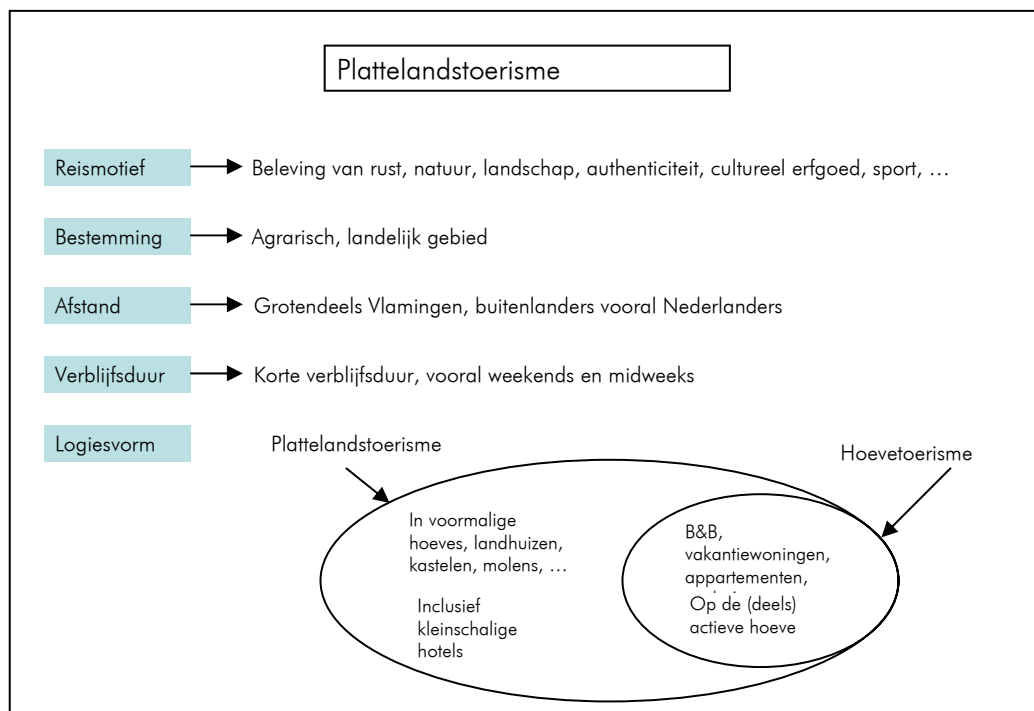 Plattelandstoerisme
Reismotief
Beleving van rust, natuur, landschap, authenticiteit, cultureel erfgoed, sport, …
Bestemming
Agrarisch, landelijk gebied
Afstand
Grotendeels Vlamingen, buitenlanders vooral Nederlanders
Verblijfsduur
Korte verblijfsduur, vooral weekends en midweeks
Logiesvorm
Plattelandstoerisme
Hoevetoerisme
In voormalige
hoeves, landhuizen,
kastelen, molens, …
Inclusief
kleinschalige
hotels
B&B,
vakantiewoningen,
appartementen,
Op de (deels)
actieve hoeve